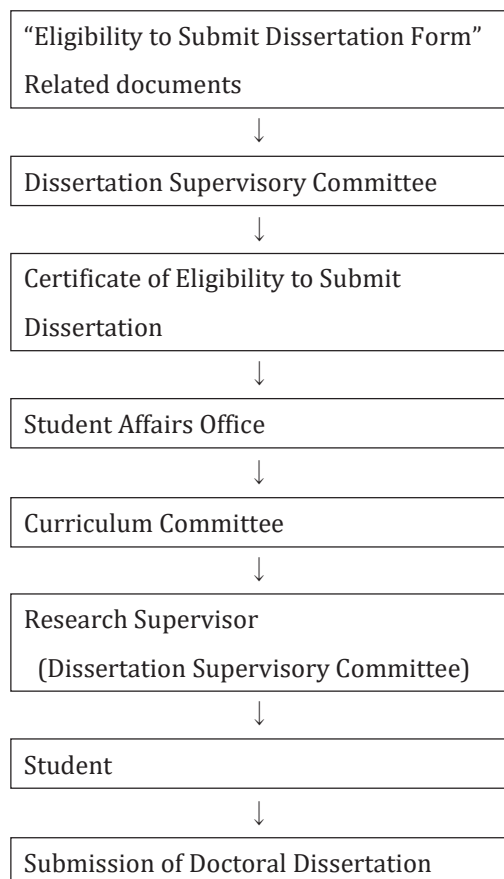 “Eligibility to Submit Dissertation Form”
Related documents
↓
Dissertation Supervisory Committee
↓
Certificate of Eligibility to Submit
Dissertation
↓
Student Affairs Office
↓
Curriculum Committee
↓
Research Supervisor
(Dissertation Supervisory Committee)
↓
Student
↓
Submission of Doctoral Dissertation